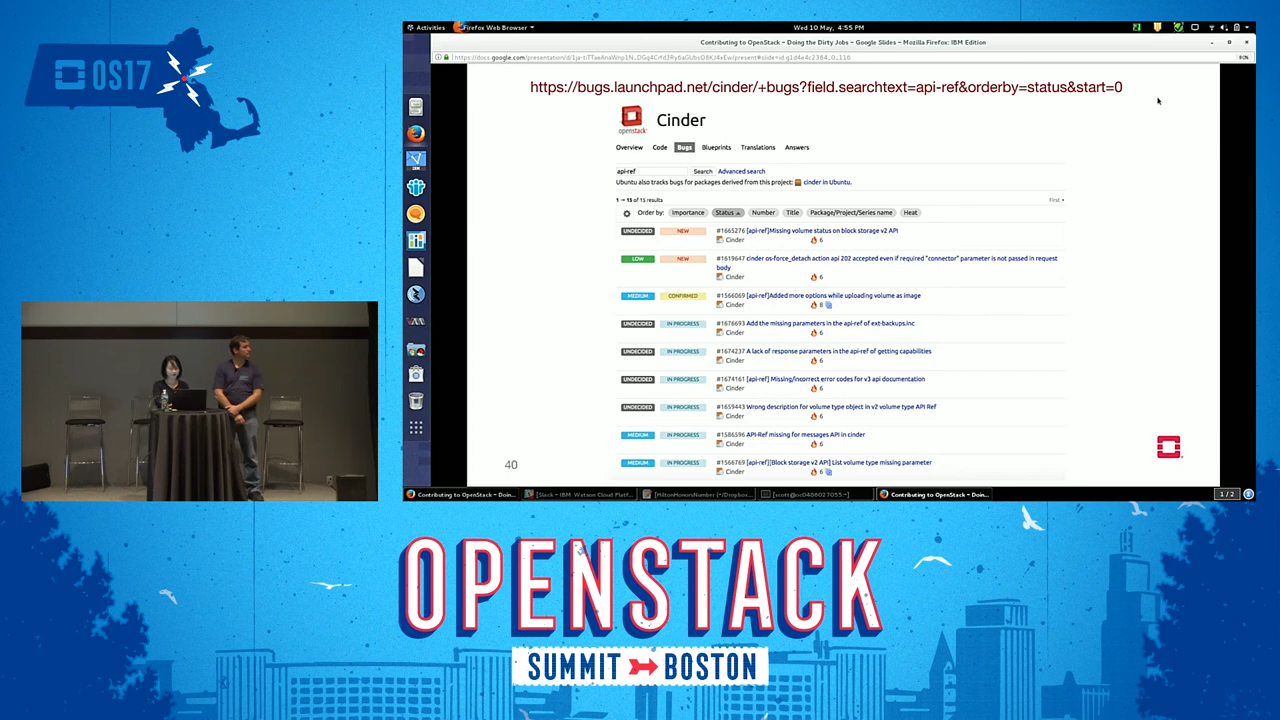 OS17
Activities
Firefox Web Browser
Wed 10 May, 4:55 PM
Contributing to OpenStack – Doing the Dirty Jobs – Google Slides – Mozilla Firefox: IBM Edition
https://bugs.launchpad.net/cinder/+bugs?field.searchtext=api-ref&orderby=status&start=0
openstack
Cinder
Overview Code Bugs Blueprints Translations Answers
api-ref Search Advanced search
Ubuntu also tracks bugs for packages derived from this project: cinder in Ubuntu.
1 → 15 of 15 results
First •
Order by: Importance Status Number Title Package/Project/Series name Heat
UNDECIDED NEW #1665276 [api-ref]Missing volume status on block storage v2 API
Cinder 6
LOW NEW #1619647 cinder os-force_detach action api 202 accepted even if required "connector" parameter is not passed in request
body
Cinder 6
MEDIUM CONFIRMED #1566069 [api-ref]Added more options while uploading volume as image
Cinder 8
UNDECIDED IN PROGRESS #1676693 Add the missing parameters in the api-ref of ext-backups.inc
Cinder 6
UNDECIDED IN PROGRESS #1674237 A lack of response parameters in the api-ref of getting capabilities
Cinder 6
UNDECIDED IN PROGRESS #1674161 [api-ref] Missing/incorrect error codes for v3 api documentation
Cinder 6
UNDECIDED IN PROGRESS #1659443 Wrong description for volume type object in v2 volume type API Ref
Cinder 6
MEDIUM IN PROGRESS #1586596 API-Ref missing for messages API in cinder
Cinder 6
MEDIUM IN PROGRESS #1566769 [api-ref][Block storage v2 API] List volume type missing parameter
Cinder 6
40
Contributing to OpenStack – Doin...
[Slack – IBM Watson Cloud Platf...
[HiltonHonorsNumber (~/Dropbox...
Contributing to OpenStack – Doin...
1 / 2
OPENSTACK
SUMMIT BOSTON